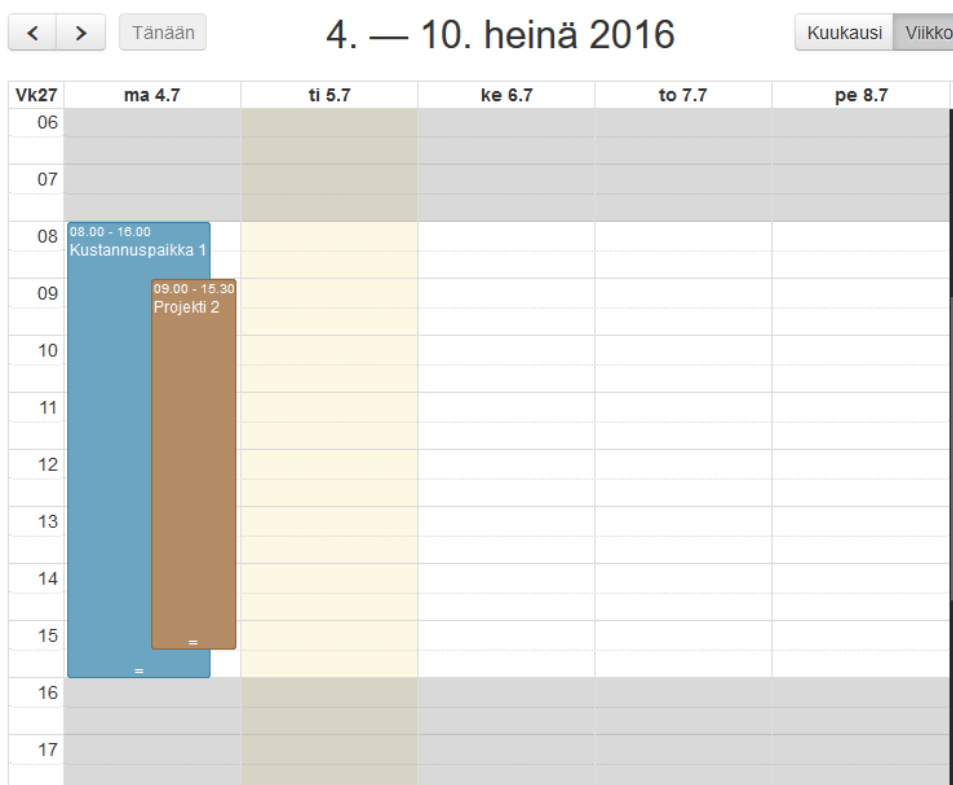 < > Tänään 4. — 10. heinä 2016 Kuukausi Viikko
Vk27 ma 4.7 ti 5.7 ke 6.7 to 7.7 pe 8.7
06
07
08 08.00 - 16.00
Kustannuspaikka 1
09 09.00 - 15.30
Projekti 2
10
11
12
13
14
15
16
17